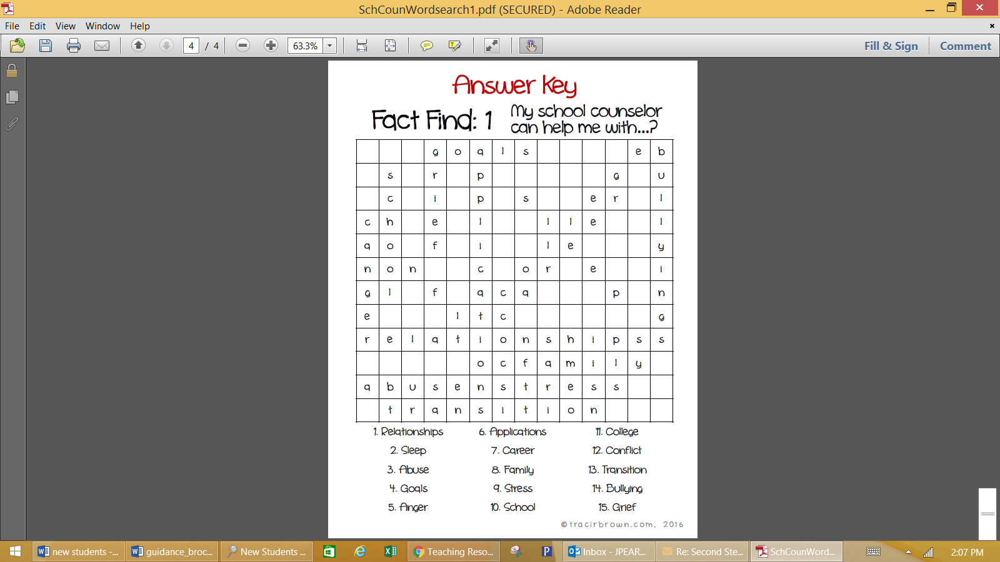 SchCounWordsearch1.pdf (SECURED) - Adobe Reader
File Edit View Window Help
4 / 4 63.3% Fill & Sign Comment
Answer Key
Fact Find: 1
My school counselor
can help me with...?
g o a l s e b
s r p g u
c i p s e r l
c h e l l l e l
a o f i l e y
n o n c o r e i
g l f a c a p n
e l t c g
r e l a t i o n s h i p s s
o c f a m i l y
a b u s e n s t r e s s
t r a n s i t i o n
1. Relationships 6. Applications 11. College
2. Sleep 7. Career 12. Conflict
3. Abuse 8. Family 13. Transition
4. Goals 9. Stress 14. Bullying
5. Anger 10. School 15. Grief
©tracirbrown.com, 2016
new students -... guidance_broc... New Students ... Teaching Reso... Inbox - JPEAR... Re: Second Ste... SchCounWord... 2:07 PM